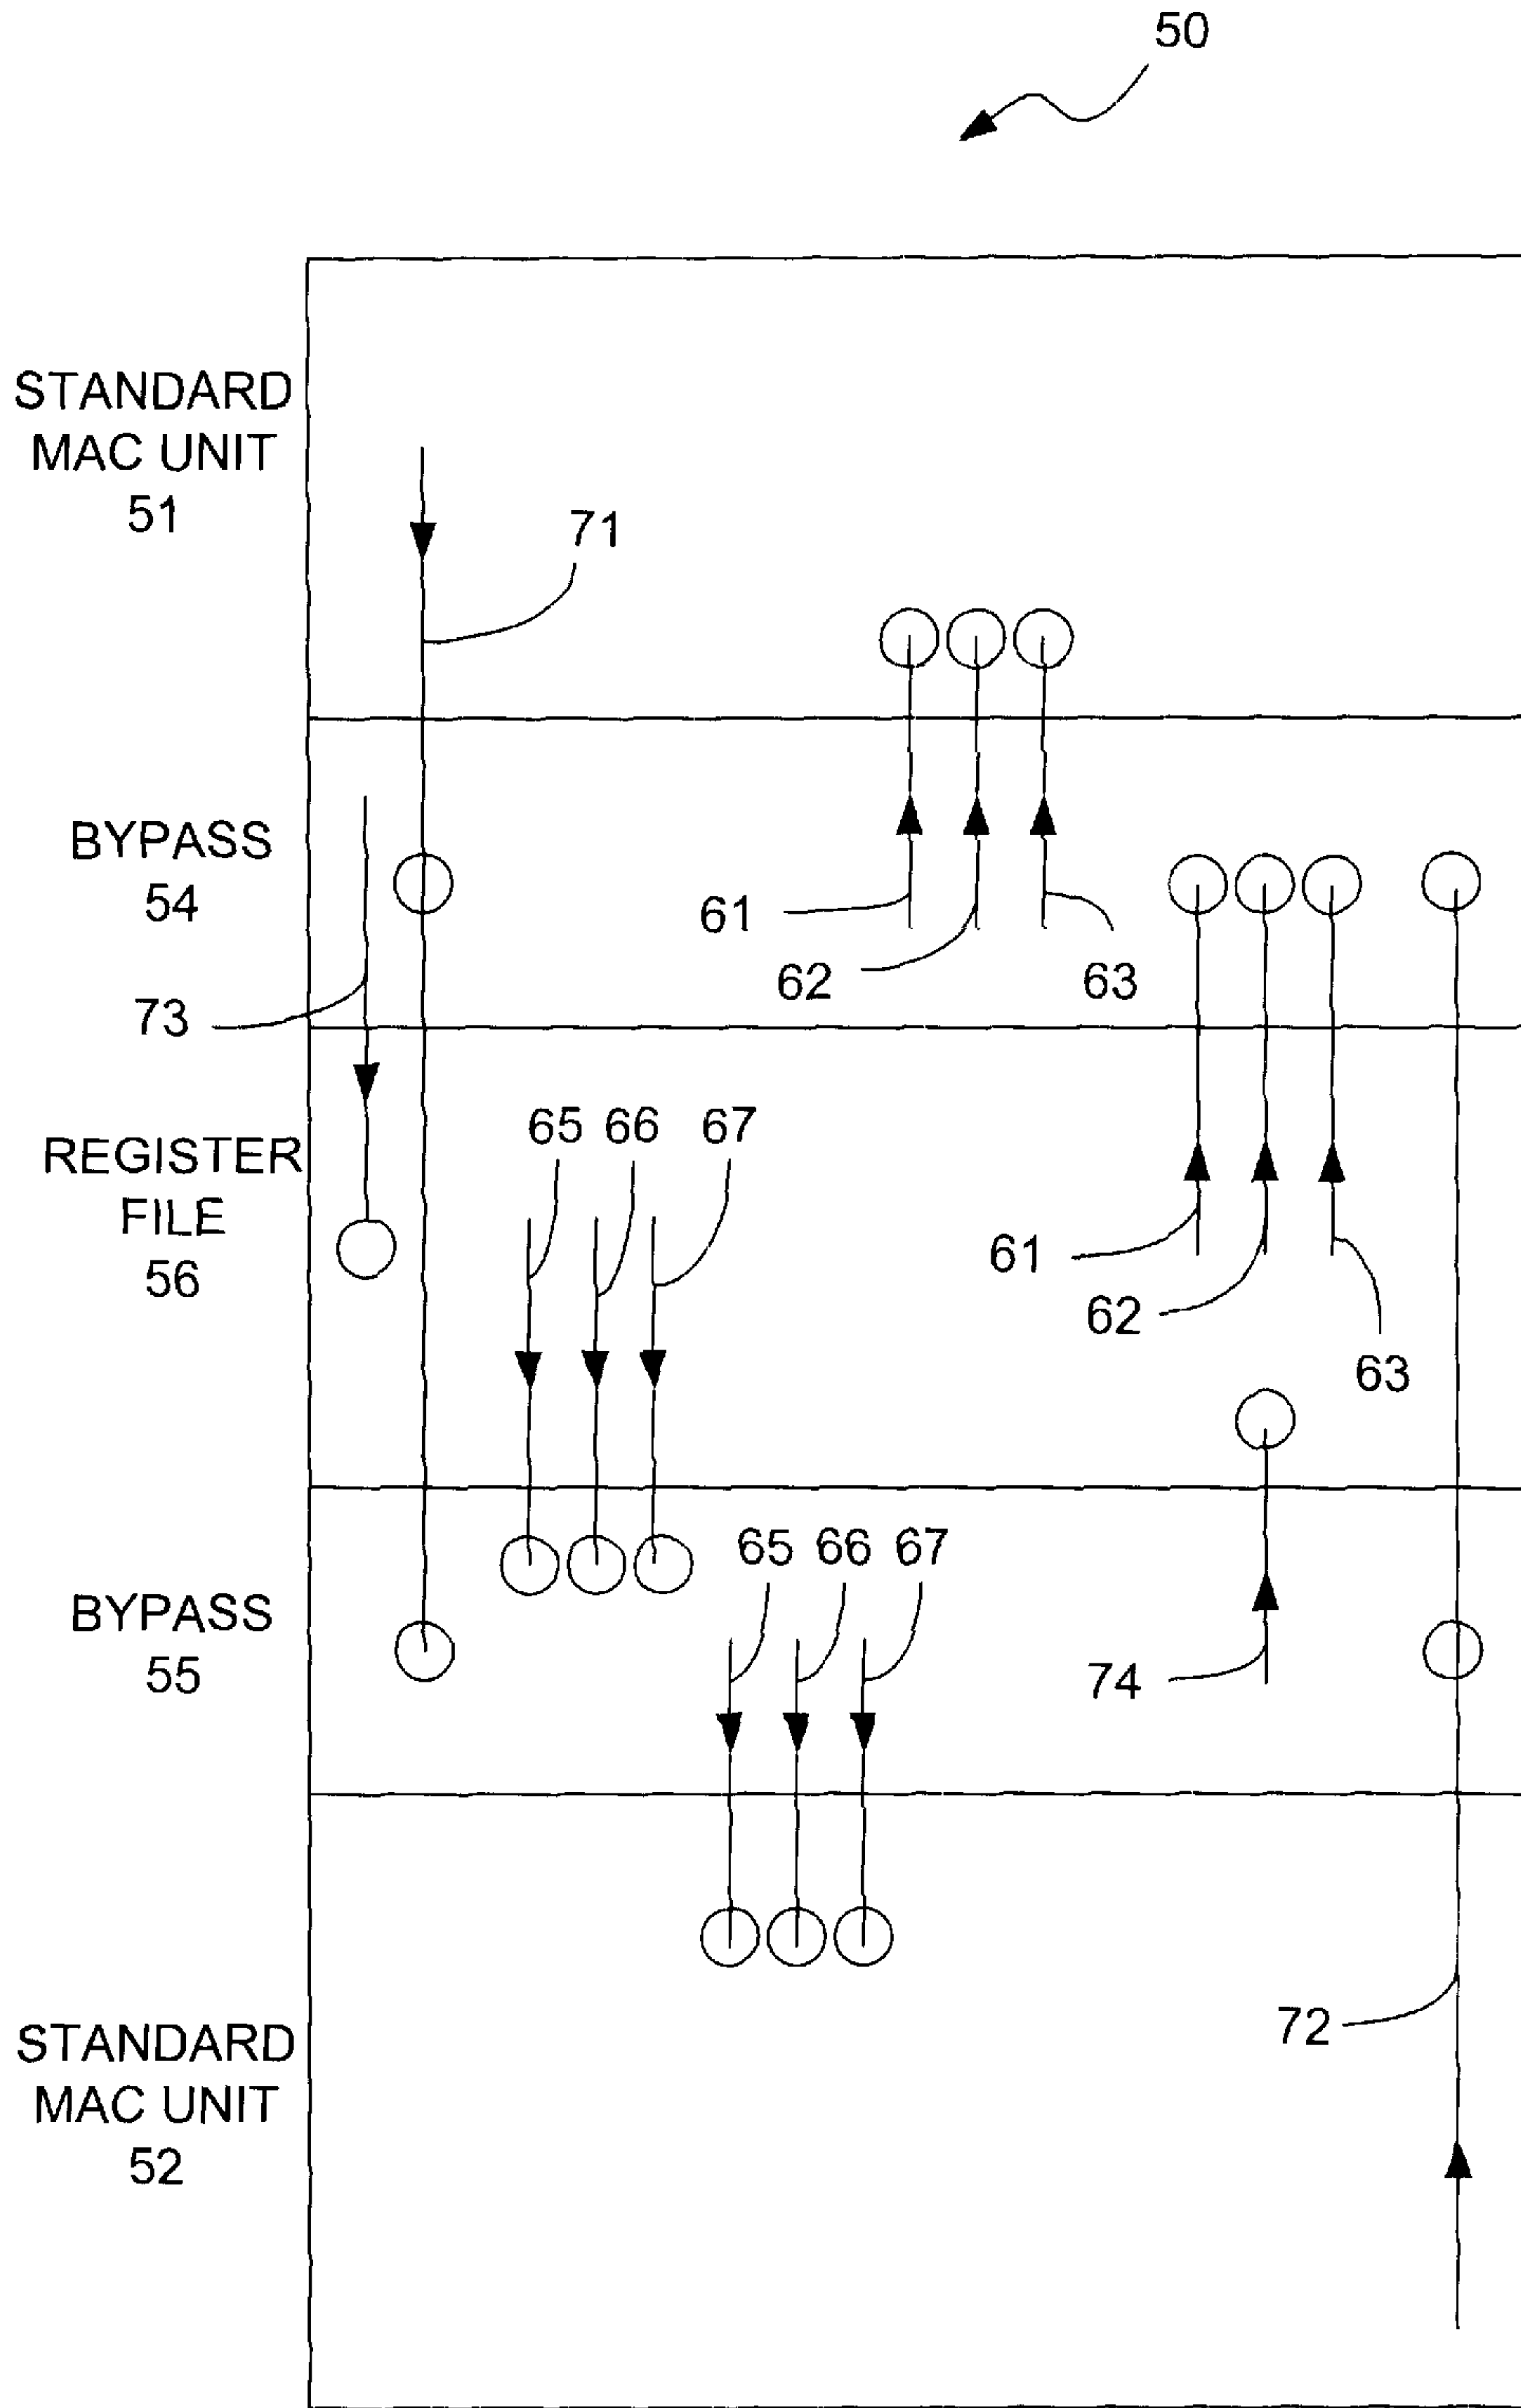 50
STANDARD
MAC UNIT
51
71
BYPASS
54
61
62
63
73
65 66 67
REGISTER
FILE
56
61
62
63
65 66 67
BYPASS
55
74
72
STANDARD
MAC UNIT
52